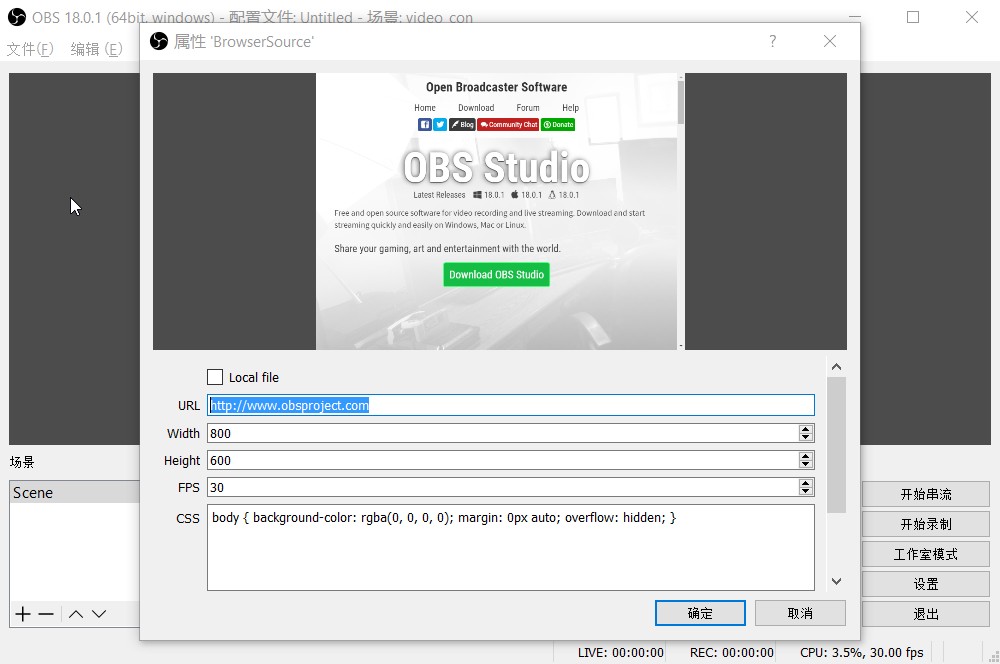 OBS 18.0.1 (64bit, windows) - 配置文件: Untitled - 场景: video_con
文件(F) 编辑(E)
属性 'BrowserSource'
Open Broadcaster Software
Home Download Forum Help
Blog Community Chat Donate
OBS Studio
Latest Releases 18.0.1 18.0.1 18.0.1
Free and open source software for video recording and live streaming. Download and start
streaming quickly and easily on Windows, Mac or Linux.
Share your gaming, art and entertainment with the world.
Download OBS Studio
Local file
URL http://www.obsproject.com
Width 800
Height 600
FPS 30
CSS body { background-color: rgba(0, 0, 0, 0); margin: 0px auto; overflow: hidden; }
确定 取消
场景
Scene
开始串流
开始录制
工作室模式
设置
退出
LIVE: 00:00:00 REC: 00:00:00 CPU: 3.5%, 30.00 fps